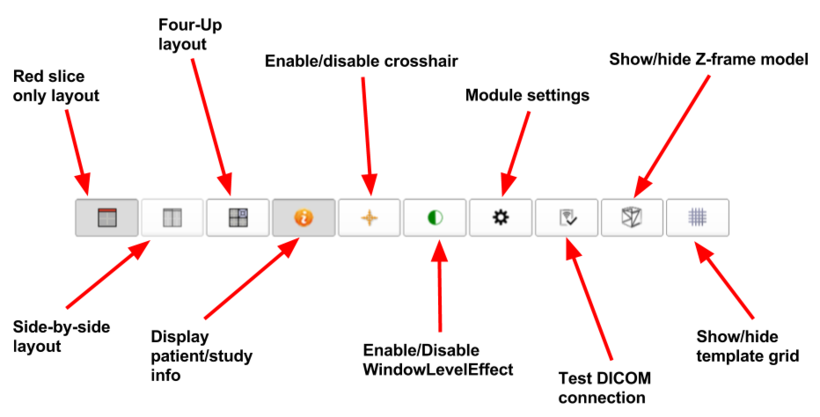 Four-Up
layout
Enable/disable crosshair
Show/hide Z-frame model
Red slice
only layout
Module settings
Side-by-side
layout
Display
patient/study
info
Enable/Disable
WindowLevelEffect
Test DICOM
connection
Show/hide
template grid